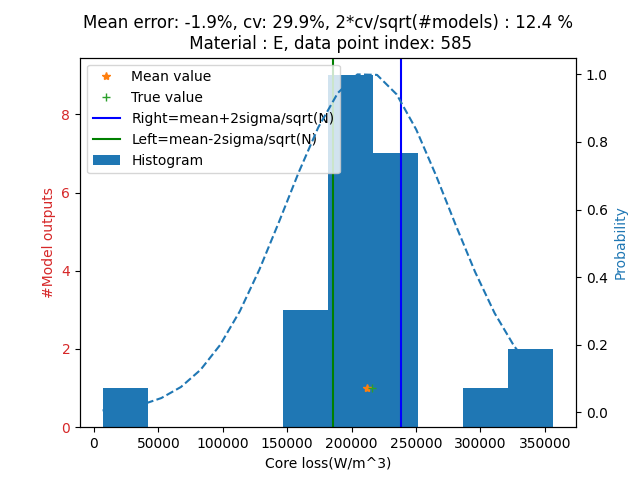 Mean error: -1.9%, cv: 29.9%, 2*cv/sqrt(#models) : 12.4 %
Material : E, data point index: 585
Mean value
True value
Right=mean+2sigma/sqrt(N)
Left=mean-2sigma/sqrt(N)
Histogram
#Model outputs
0
2
4
6
8
Probability
0.0
0.2
0.4
0.6
0.8
1.0
0
50000
100000
150000
200000
250000
300000
350000
Core loss(W/m^3)